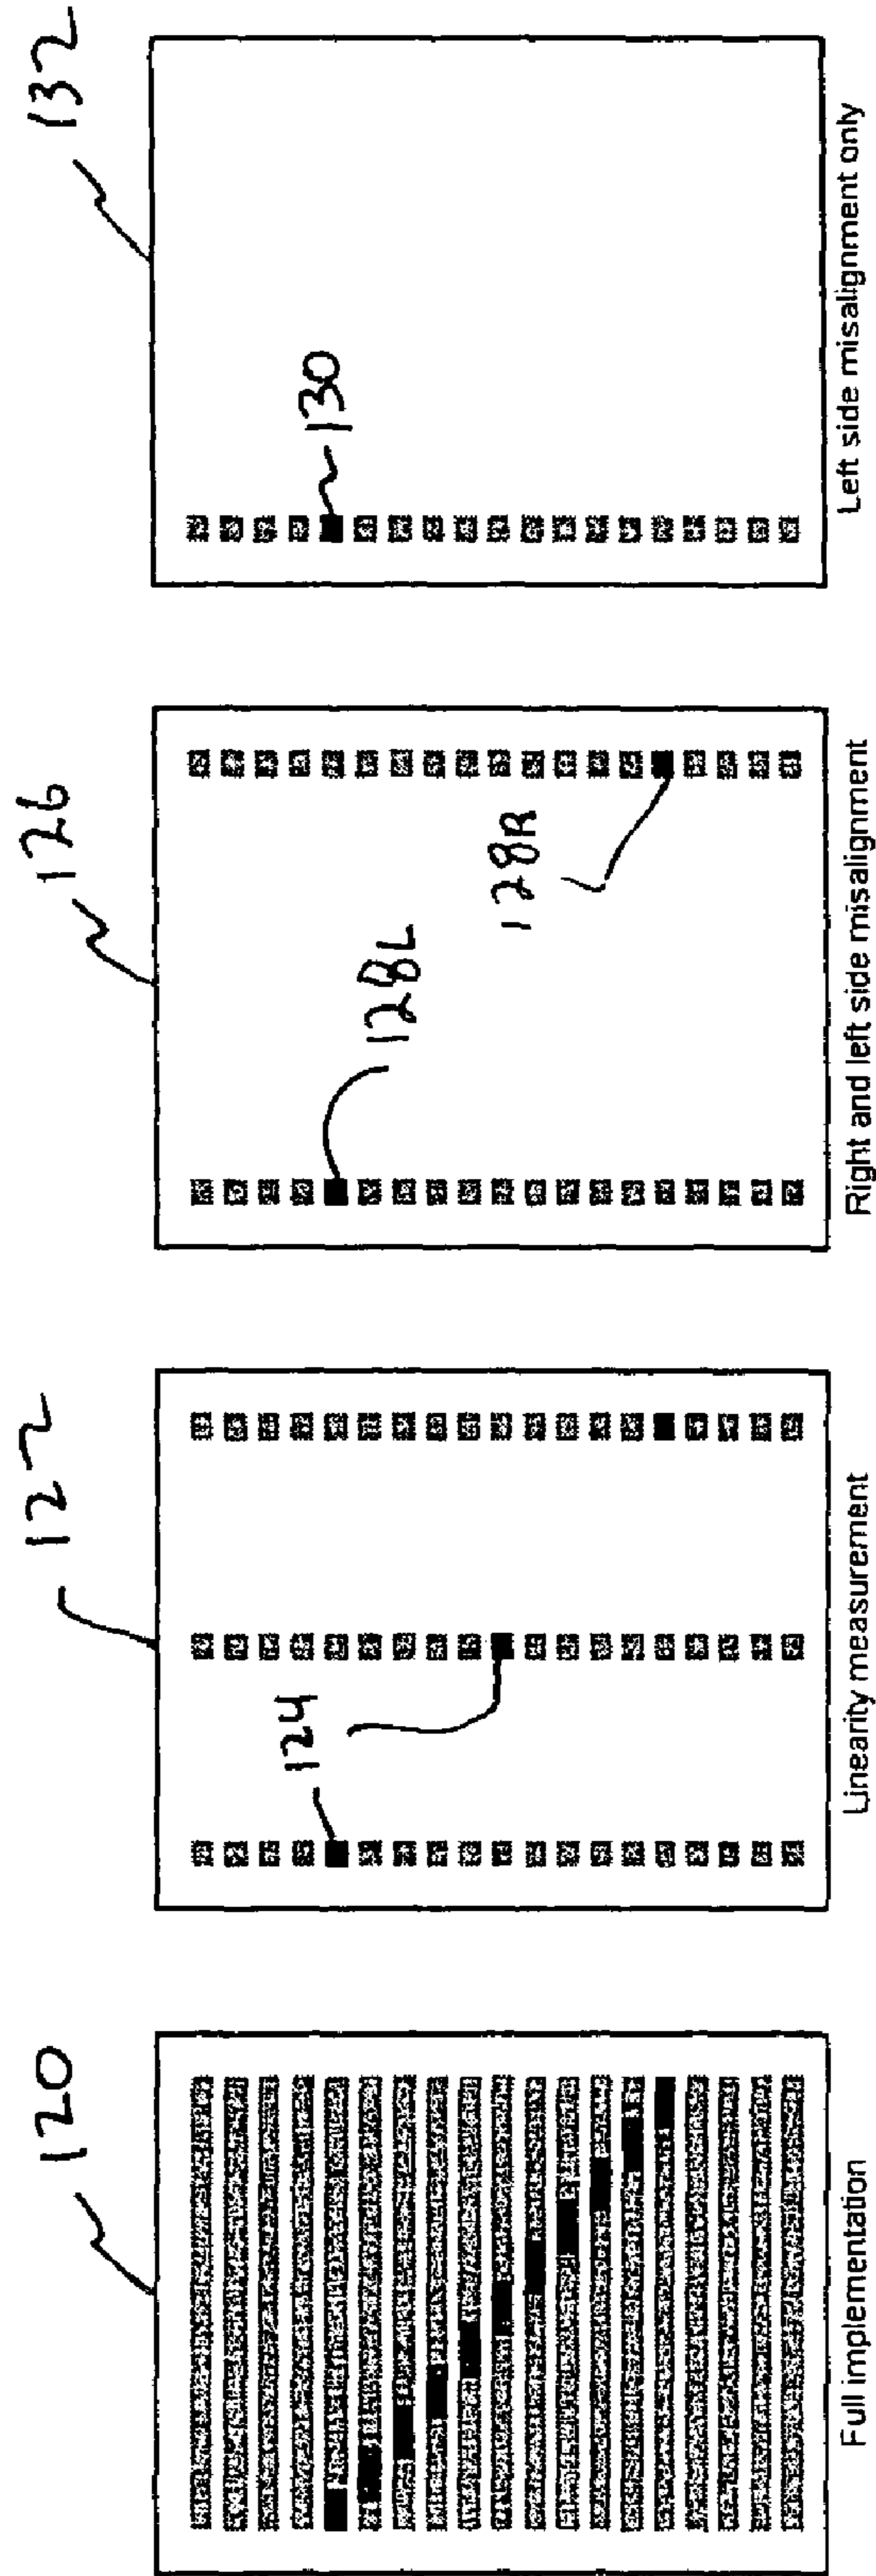 120
Full implementation
122
124
Linearity measurement
126
128L
128R
Right and left side misalignment
132
130
Left side misalignment only